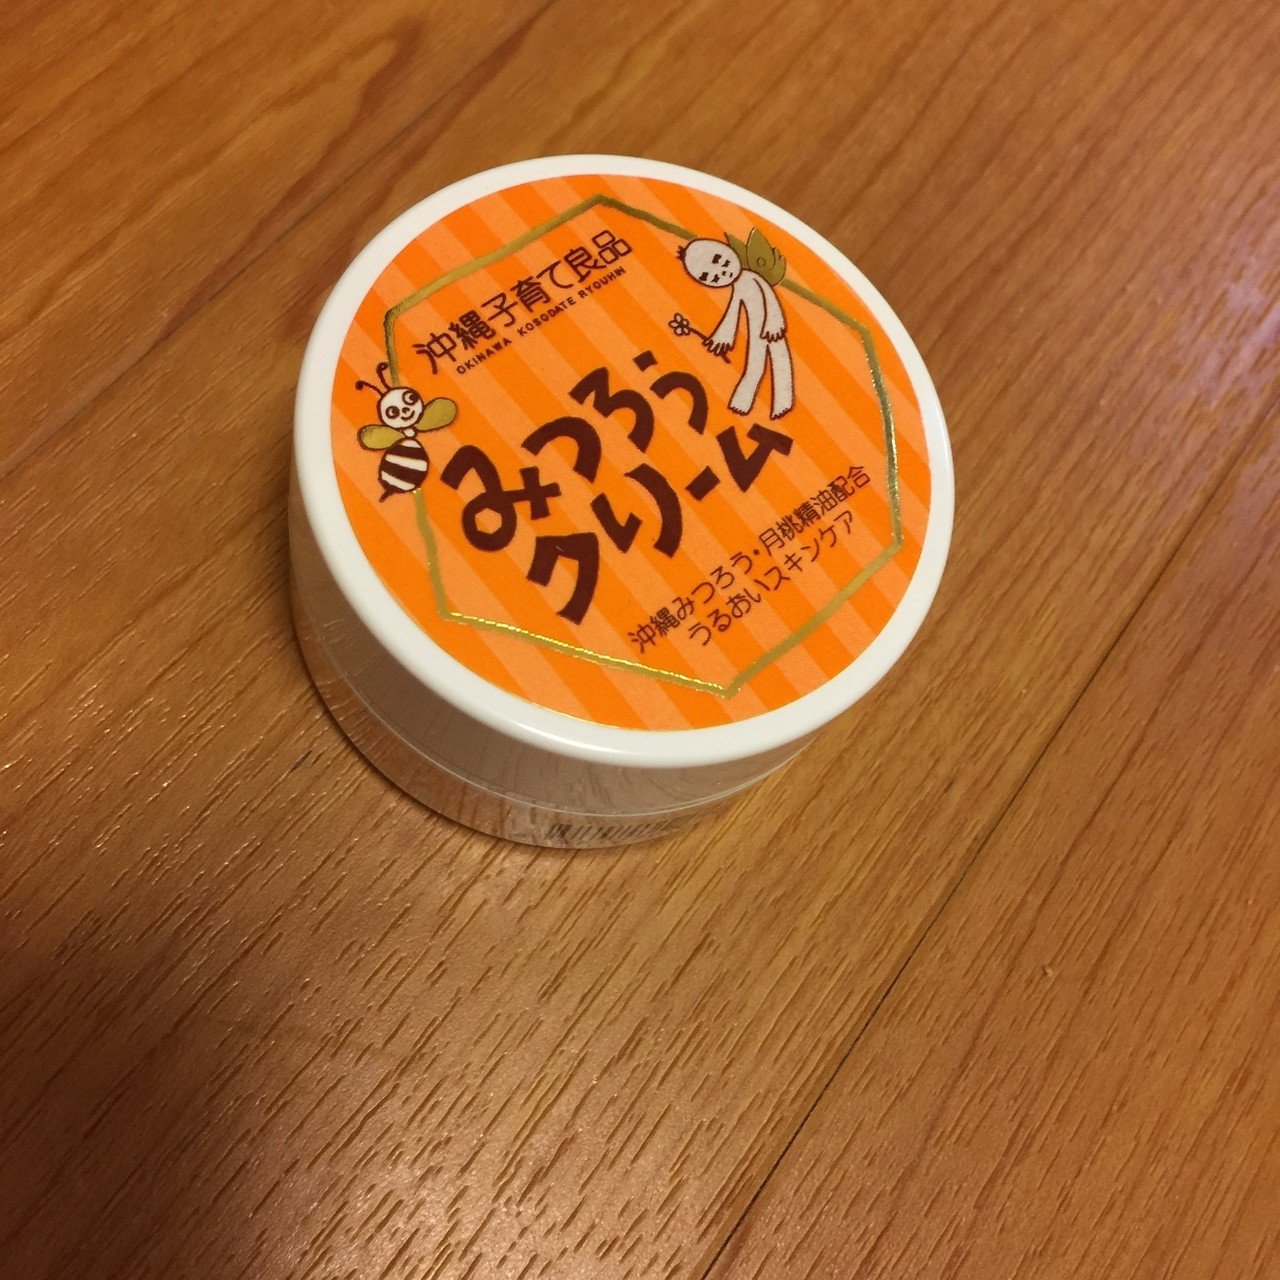 沖縄子育て良品
OKINAWA KOSODATE RYOUHIN
みつろう
クリーム
沖縄みつろう・月桃精油配合
うるおいスキンケア